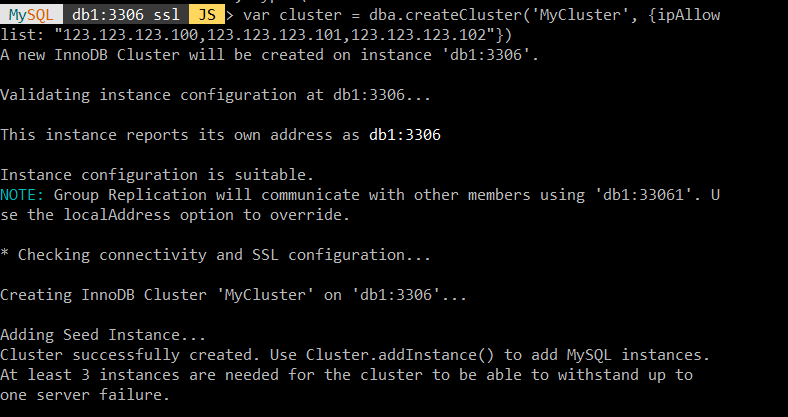 MySQL db1:3306 ssl JS > var cluster = dba.createCluster('MyCluster', {ipAllow
list: "123.123.123.100,123.123.123.101,123.123.123.102"})
A new InnoDB Cluster will be created on instance 'db1:3306'.
Validating instance configuration at db1:3306...
This instance reports its own address as db1:3306
Instance configuration is suitable.
NOTE: Group Replication will communicate with other members using 'db1:33061'. U
se the localAddress option to override.
* Checking connectivity and SSL configuration...
Creating InnoDB Cluster 'MyCluster' on 'db1:3306'...
Adding Seed Instance...
Cluster successfully created. Use Cluster.addInstance() to add MySQL instances.
At least 3 instances are needed for the cluster to be able to withstand up to
one server failure.